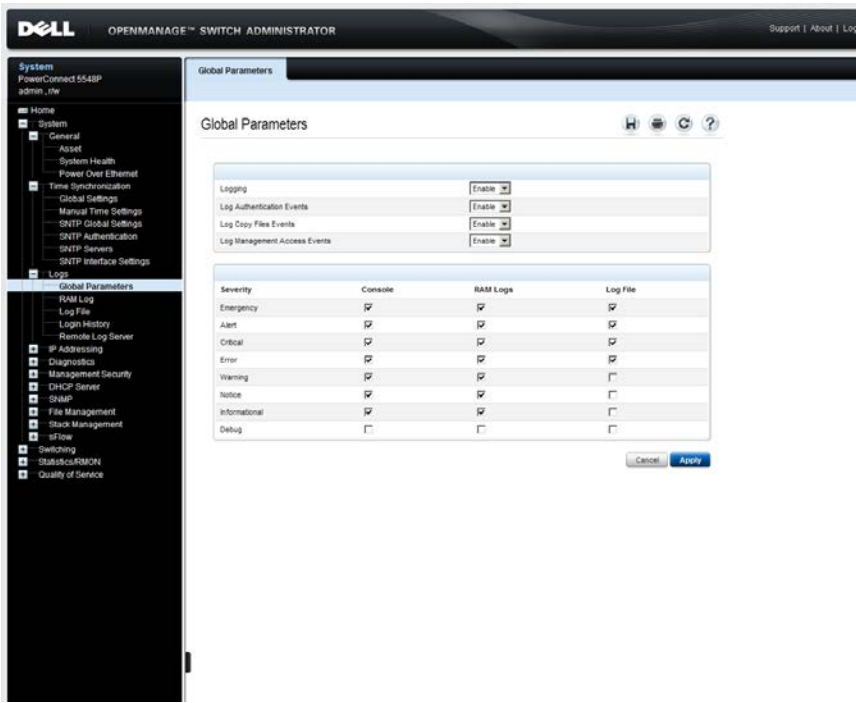 DELL
OPENMANAGE™ SWITCH ADMINISTRATOR
Support | About | Log
System
PowerConnect 5548P
admin , r/w
Home
System
General
Asset
System Health
Power Over Ethernet
Time Synchronization
Global Settings
Manual Time Settings
SNTP Global Settings
SNTP Authentication
SNTP Servers
SNTP Interface Settings
Logs
Global Parameters
RAM Log
Log File
Login History
Remote Log Server
IP Addressing
Diagnostics
Management Security
DHCP Server
SNMP
File Management
Stack Management
sFlow
Switching
Statistics/RMON
Quality of Service
Global Parameters
Global Parameters
?
Logging Enable
Log Authentication Events Enable
Log Copy Files Events Enable
Log Management Access Events Enable
Severity Console RAM Logs Log File
Emergency
Alert
Critical
Error
Warning
Notice
Informational
Debug
Cancel Apply